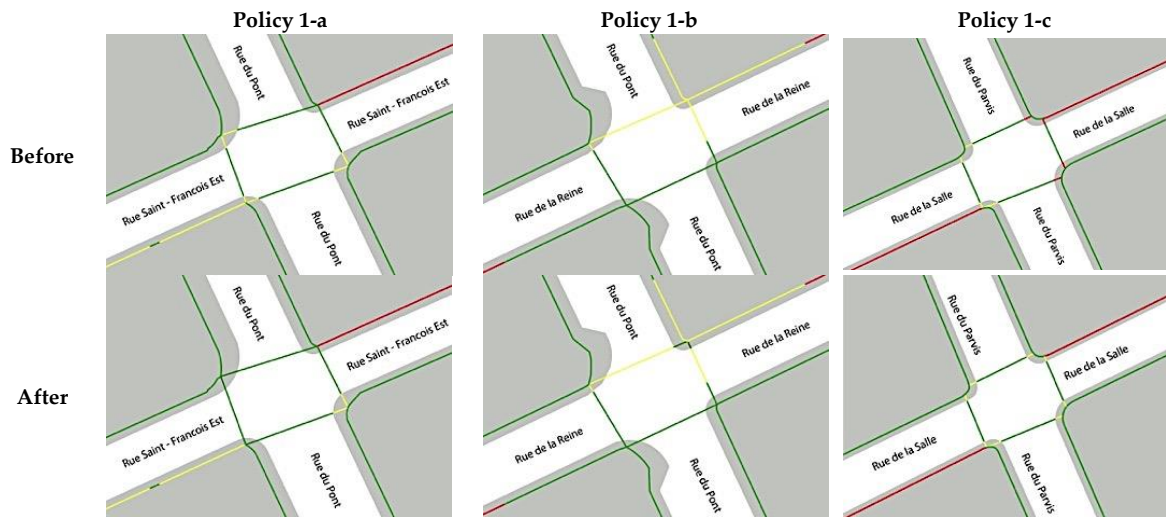 Policy 1-a
Policy 1-b
Policy 1-c
Before
Rue du Pont
Rue Saint - Francois Est
Rue Saint - Francois Est
Rue du Pont
Rue du Pont
Rue de la Reine
Rue de la Reine
Rue du Pont
Rue du Parvis
Rue de la Salle
Rue de la Salle
Rue du Parvis
After
Rue du Pont
Rue Saint - Francois Est
Rue Saint - Francois Est
Rue du Pont
Rue du Pont
Rue de la Reine
Rue de la Reine
Rue du Pont
Rue du Parvis
Rue de la Salle
Rue de la Salle
Rue du Parvis